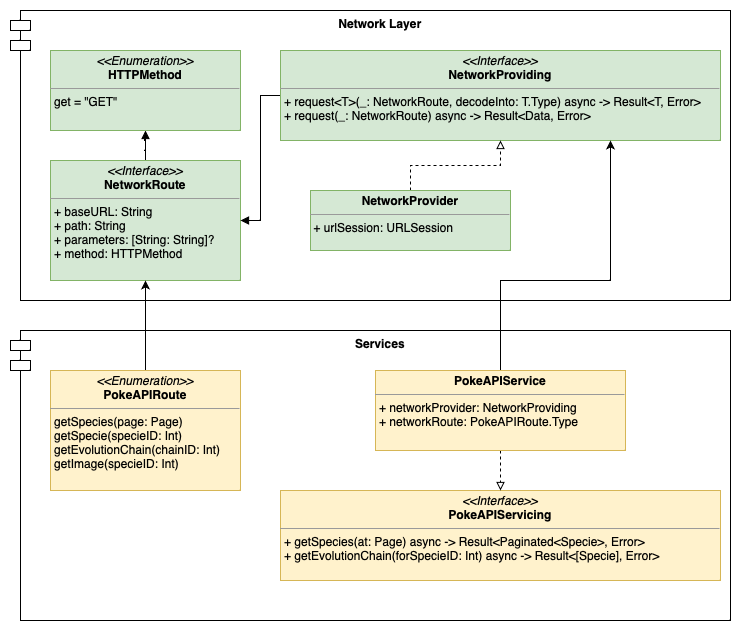 Network Layer
<<Enumeration>>
HTTPMethod
get = "GET"
<<Interface>>
NetworkProviding
+ request<T>(_: NetworkRoute, decodeInto: T.Type) async -> Result<T, Error>
+ request(_: NetworkRoute) async -> Result<Data, Error>
<<Interface>>
NetworkRoute
+ baseURL: String
+ path: String
+ parameters: [String: String]?
+ method: HTTPMethod
NetworkProvider
+ urlSession: URLSession
Services
<<Enumeration>>
PokeAPIRoute
getSpecies(page: Page)
getSpecie(specieID: Int)
getEvolutionChain(chainID: Int)
getImage(specieID: Int)
PokeAPIService
+ networkProvider: NetworkProviding
+ networkRoute: PokeAPIRoute.Type
<<Interface>>
PokeAPIServicing
+ getSpecies(at: Page) async -> Result<Paginated<Specie>, Error>
+ getEvolutionChain(forSpecieID: Int) async -> Result<[Specie], Error>